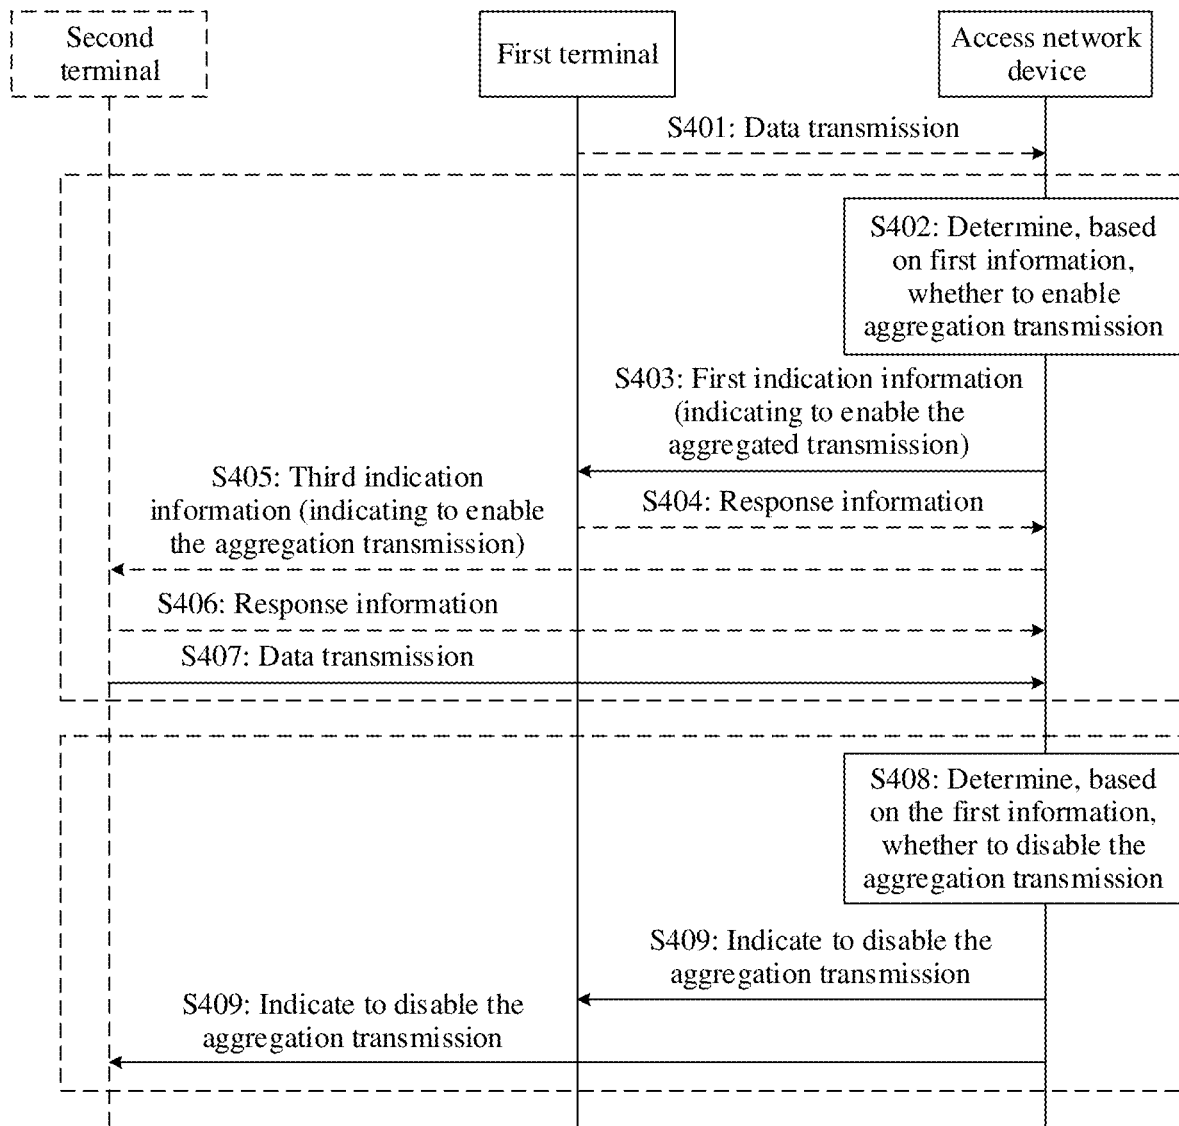 Second
terminal
First terminal
Access network
device
S401: Data transmission
S402: Determine, based
on first information,
whether to enable
aggregation transmission
S403: First indication information
(indicating to enable the
aggregated transmission)
S405: Third indication
information (indicating to enable
the aggregation transmission)
S404: Response information
S406: Response information
S407: Data transmission
S408: Determine, based
on the first information,
whether to disable the
aggregation transmission
S409: Indicate to disable the
aggregation transmission
S409: Indicate to disable the
aggregation transmission